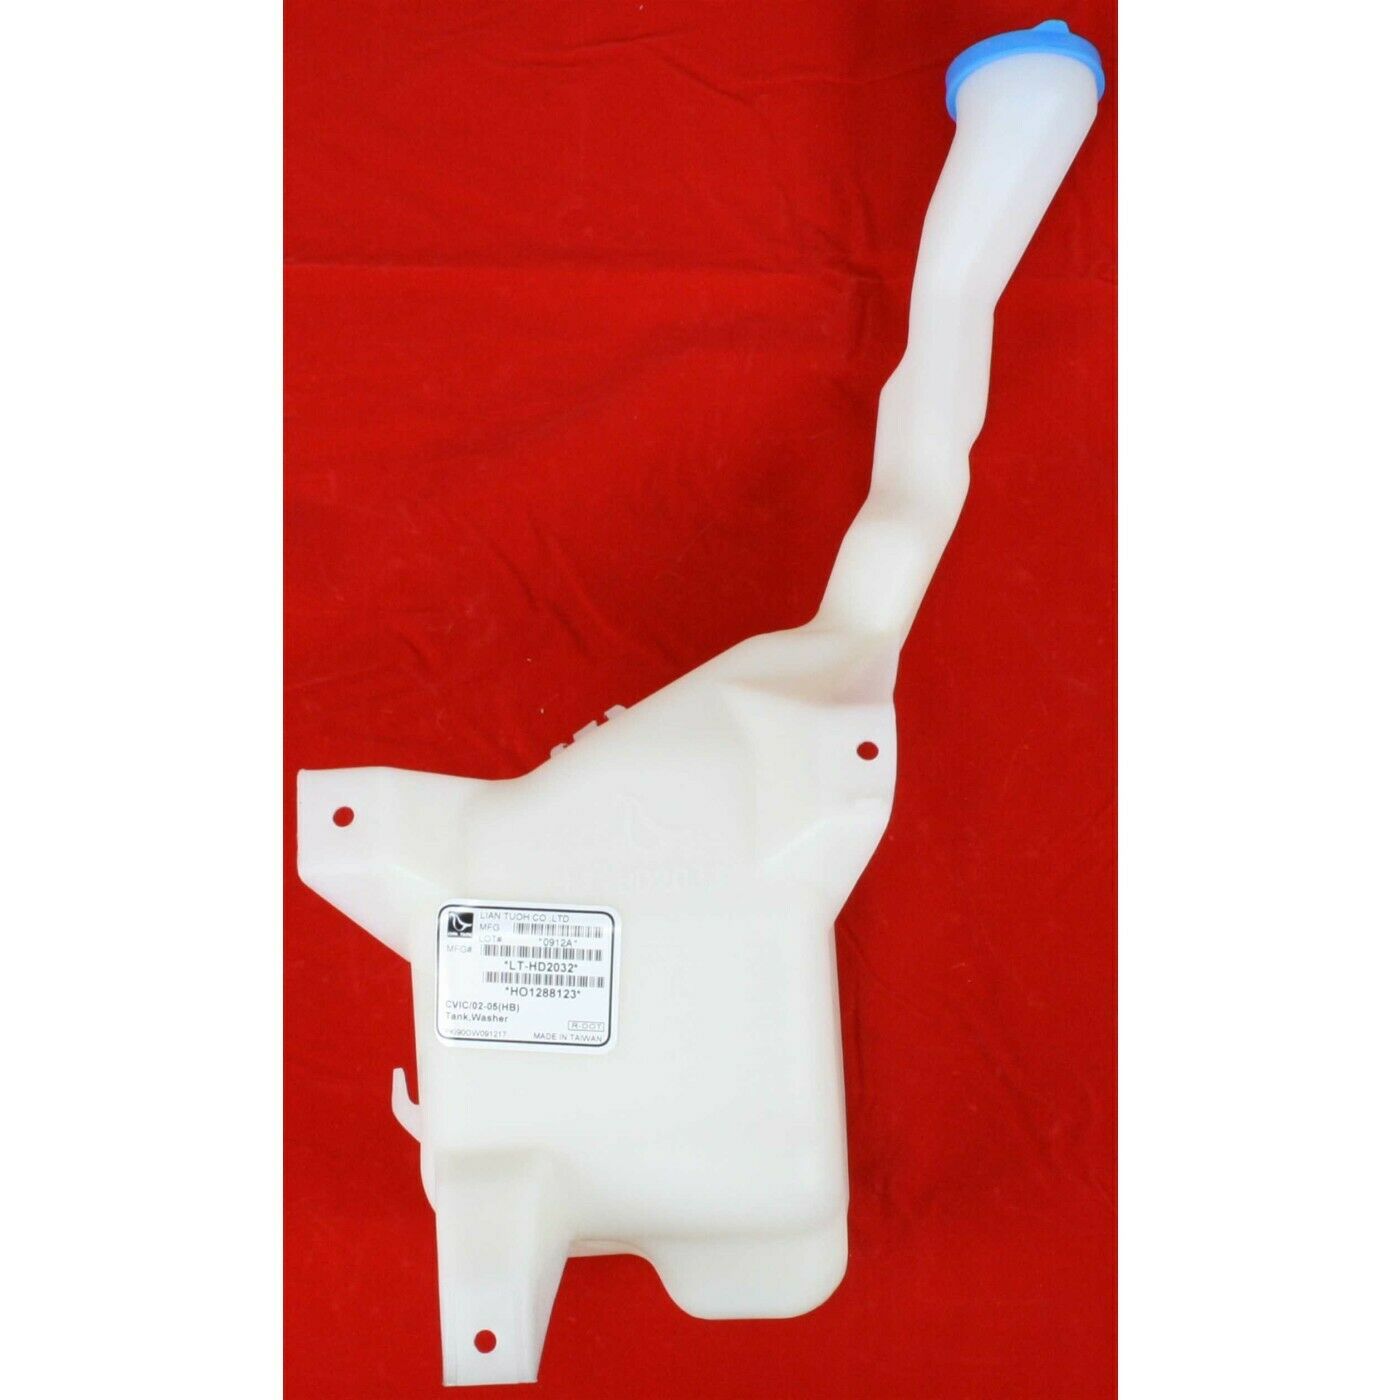 LIAN TUOH CO.,LTD
MFG
LOT# *0912A*
MFG#
*LT-HD2032*
*HO1288123*
CVIC/02-05(HB)
Tank,Washer
R-DOT
MADE IN TAIWAN